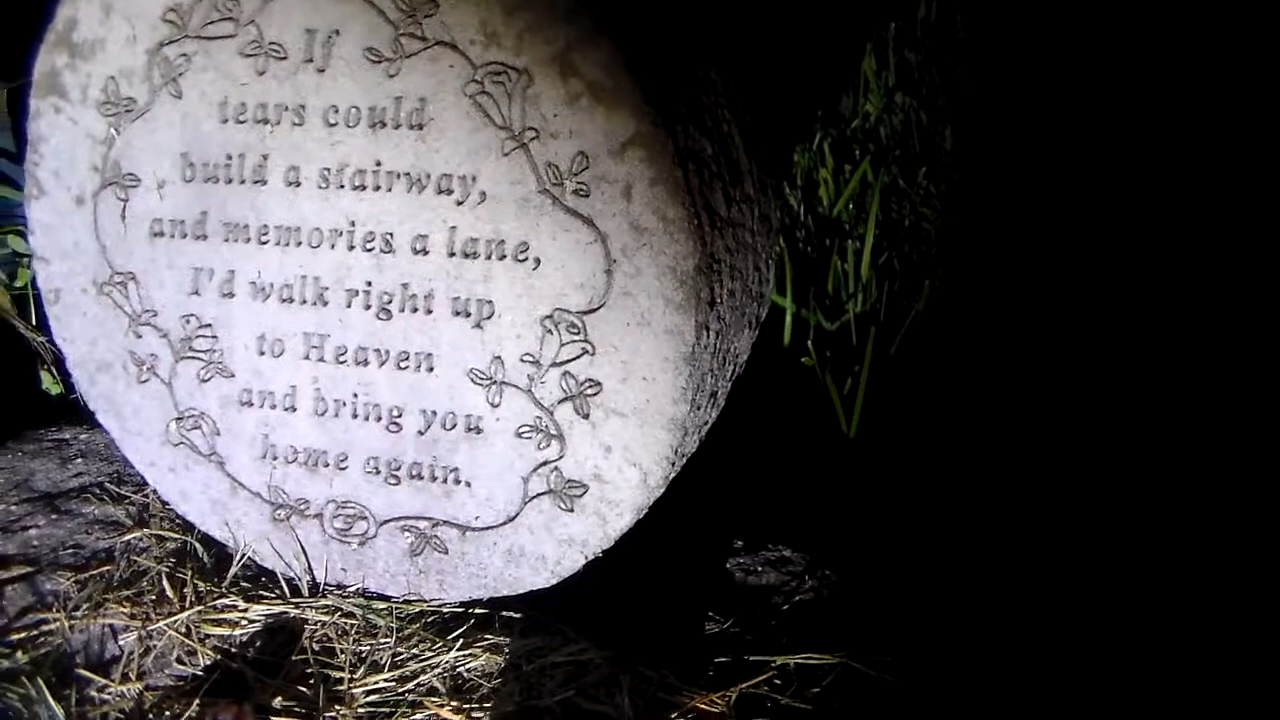 If
tears could
build a stairway,
and memories a lane,
I'd walk right up
to Heaven
and bring you
home again.